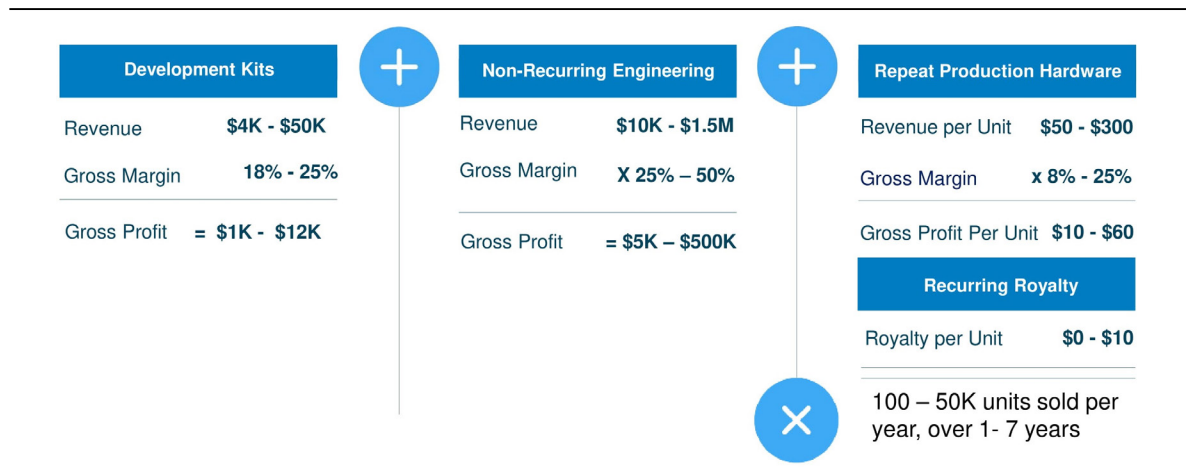 Development Kits
Revenue $4K - $50K
Gross Margin 18% - 25%
Gross Profit = $1K - $12K
+
Non-Recurring Engineering
Revenue $10K - $1.5M
Gross Margin X 25% – 50%
Gross Profit = $5K – $500K
+
Repeat Production Hardware
Revenue per Unit $50 - $300
Gross Margin x 8% - 25%
Gross Profit Per Unit $10 - $60
Recurring Royalty
Royalty per Unit $0 - $10
×
100 – 50K units sold per
year, over 1- 7 years